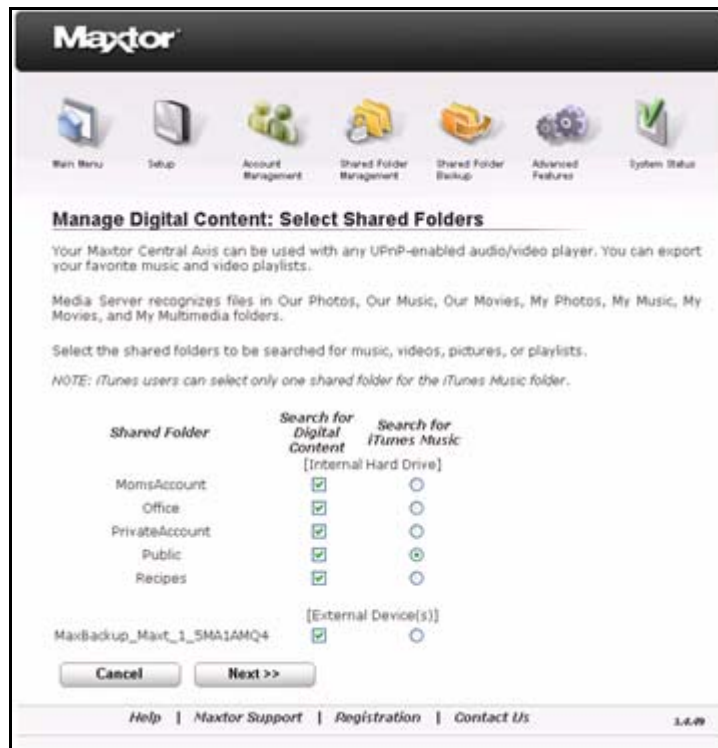 Maxtor
Main Menu
Setup
Account Management
Shared Folder Management
Shared Folder Backup
Advanced Features
System Status
Manage Digital Content: Select Shared Folders
Your Maxtor Central Axis can be used with any UPnP-enabled audio/video player. You can export
your favorite music and video playlists.
Media Server recognizes files in Our Photos, Our Music, Our Movies, My Photos, My Music, My
Movies, and My Multimedia folders.
Select the shared folders to be searched for music, videos, pictures, or playlists.
NOTE: iTunes users can select only one shared folder for the iTunes Music folder.
Shared Folder
Search for Digital Content
Search for iTunes Music
[Internal Hard Drive]
MomsAccount
Office
PrivateAccount
Public
Recipes
[External Device(s)]
MaxBackup_Maxt_1_5MA1AMQ4
Cancel
Next >>
Help | Maxtor Support | Registration | Contact Us